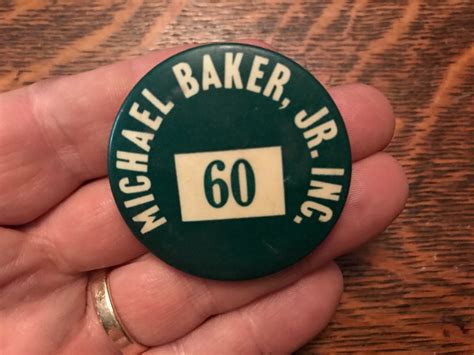 MICHAEL BAKER, JR. INC.
60